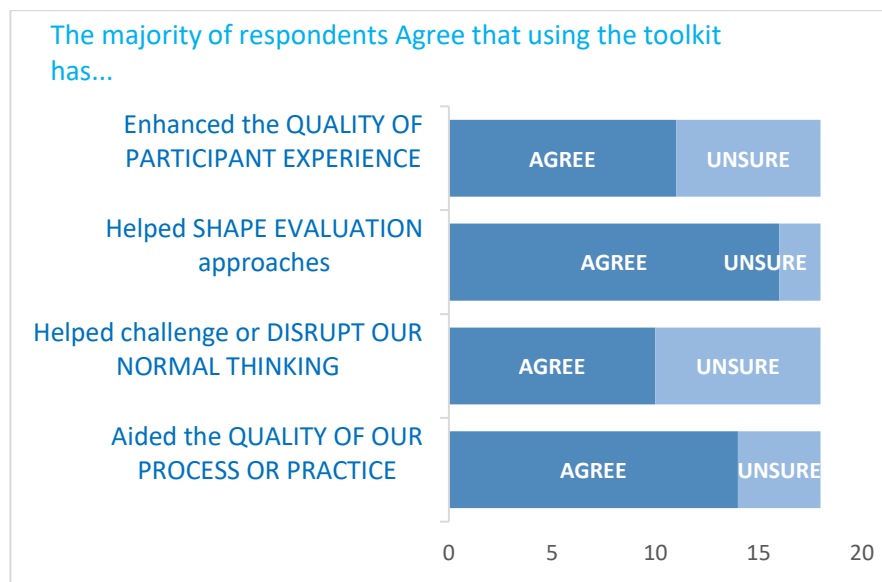 The majority of respondents Agree that using the toolkit
has...
Enhanced the QUALITY OF
PARTICIPANT EXPERIENCE
AGREE
UNSURE
Helped SHAPE EVALUATION
approaches
AGREE
UNSURE
Helped challenge or DISRUPT OUR
NORMAL THINKING
AGREE
UNSURE
Aided the QUALITY OF OUR
PROCESS OR PRACTICE
AGREE
UNSURE
0 5 10 15 20